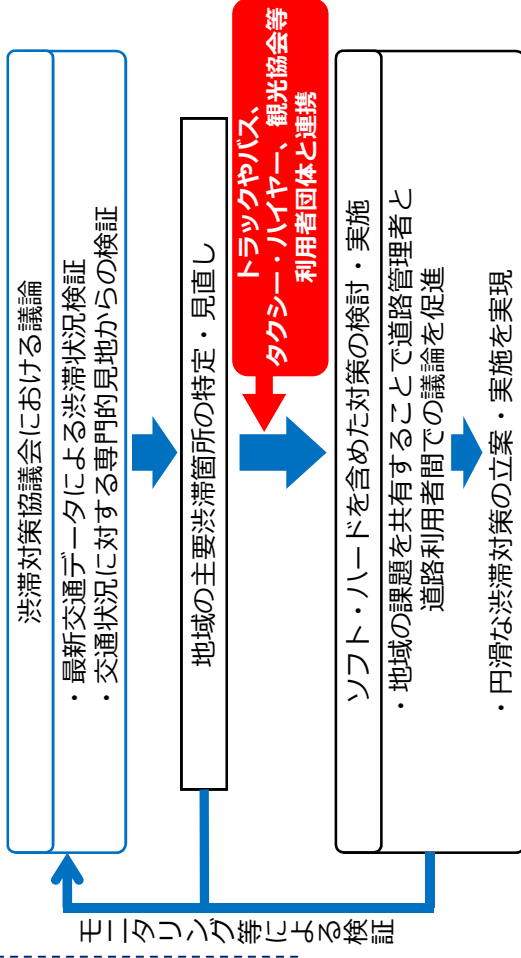 渋滞対策協議会における議論
・最新交通データによる渋滞状況検証
・交通状況に対する専門的見地からの検証
地域の主要渋滞箇所の特定・見直し
トラックやバス、
タクシー・ハイヤー、観光協会等
利用者団体と連携
ソフト・ハードを含めた対策の検討・実施
・地域の課題を共有することで道路管理者と
道路利用者間での議論を促進
・円滑な渋滞対策の立案・実施を実現
モニタリング等による検証